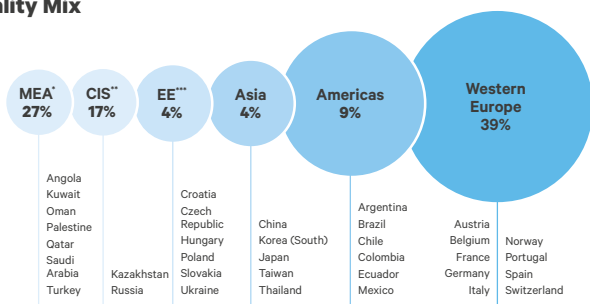 ality Mix
MEA*
27%
CIS**
17%
EE***
4%
Asia
4%
Americas
9%
Western
Europe
39%
Angola
Kuwait
Oman
Palestine
Qatar
Saudi
Arabia
Turkey
Kazakhstan
Russia
Croatia
Czech
Republic
Hungary
Poland
Slovakia
Ukraine
China
Korea (South)
Japan
Taiwan
Thailand
Argentina
Brazil
Chile
Colombia
Ecuador
Mexico
Austria
Belgium
France
Germany
Italy
Norway
Portugal
Spain
Switzerland